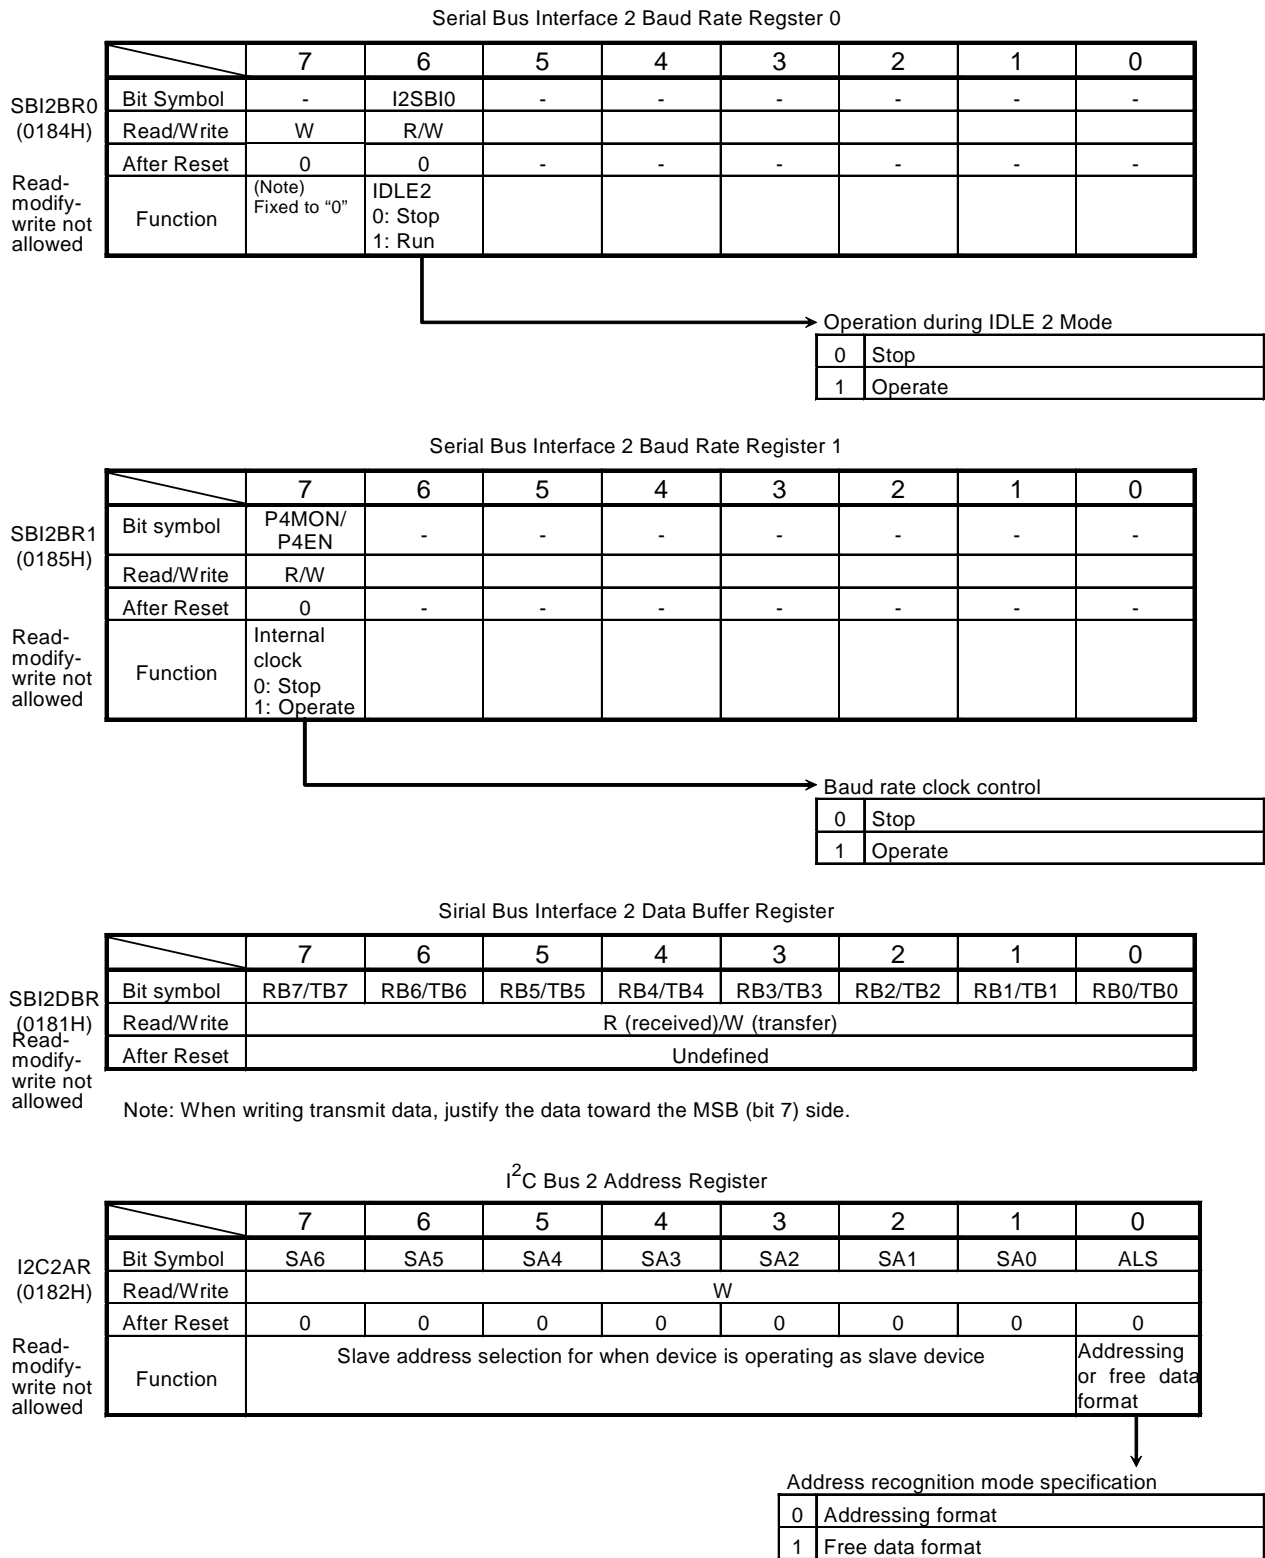 Serial Bus Interface 2 Baud Rate Regster 0
7 6 5 4 3 2 1 0
SBI2BR0
(0184H)
Read-
modify-
write not
allowed
Bit Symbol - I2SBI0 - - - - - -
Read/Write W R/W
After Reset 0 0 - - - - - -
Function
(Note)
Fixed to “0”
IDLE2
0: Stop
1: Run
Operation during IDLE 2 Mode
0 Stop
1 Operate
Serial Bus Interface 2 Baud Rate Register 1
7 6 5 4 3 2 1 0
SBI2BR1
(0185H)
Read-
modify-
write not
allowed
Bit symbol P4MON/
P4EN - - - - - - -
Read/Write R/W
After Reset 0 - - - - - - -
Function
Internal
clock
0: Stop
1: Operate
Baud rate clock control
0 Stop
1 Operate
Sirial Bus Interface 2 Data Buffer Register
7 6 5 4 3 2 1 0
SBI2DBR
(0181H)
Read-
modify-
write not
allowed
Bit symbol RB7/TB7 RB6/TB6 RB5/TB5 RB4/TB4 RB3/TB3 RB2/TB2 RB1/TB1 RB0/TB0
Read/Write R (received)/W (transfer)
After Reset Undefined
Note: When writing transmit data, justify the data toward the MSB (bit 7) side.
I²C Bus 2 Address Register
7 6 5 4 3 2 1 0
I2C2AR
(0182H)
Read-
modify-
write not
allowed
Bit Symbol SA6 SA5 SA4 SA3 SA2 SA1 SA0 ALS
Read/Write W
After Reset 0 0 0 0 0 0 0 0
Function
Slave address selection for when device is operating as slave device
Addressing
or free data
format
Address recognition mode specification
0 Addressing format
1 Free data format